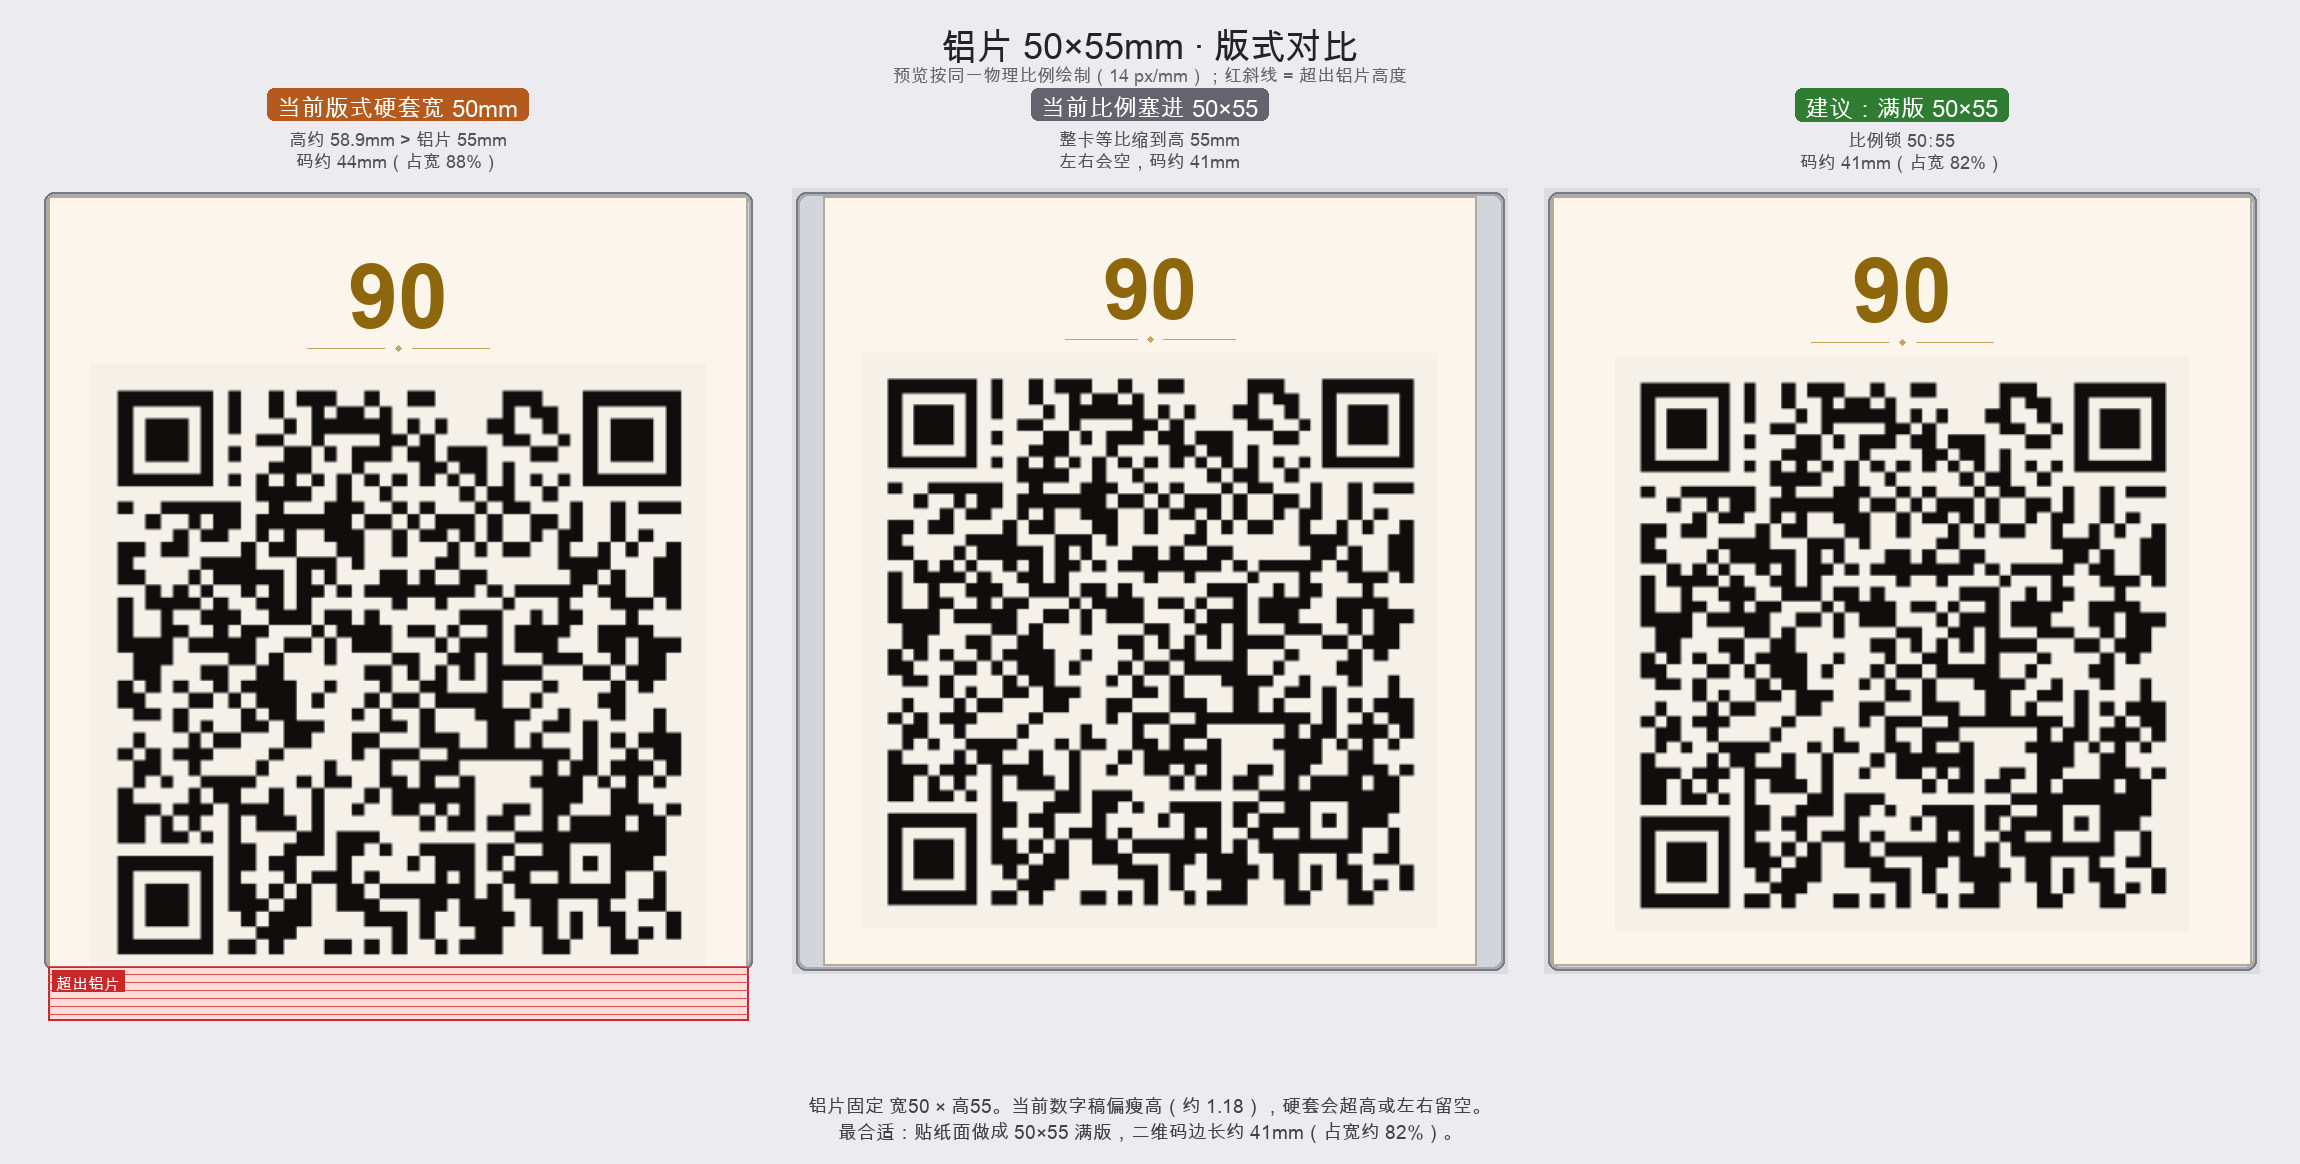 铝片 50×55mm · 版式对比
预览按同一物理比例绘制（14 px/mm）；红斜线 = 超出铝片高度
当前版式硬套宽 50mm
高约 58.9mm > 铝片 55mm
码约 44mm（占宽 88%）
90
超出铝片
当前比例塞进 50×55
整卡等比缩到高 55mm
左右会空，码约 41mm
90
建议：满版 50×55
比例锁 50:55
码约 41mm（占宽 82%）
90
铝片固定 宽50 × 高55。当前数字稿偏瘦高（约 1.18），硬套会超高或左右留空。
最合适：贴纸面做成 50×55 满版，二维码边长约 41mm（占宽约 82%）。